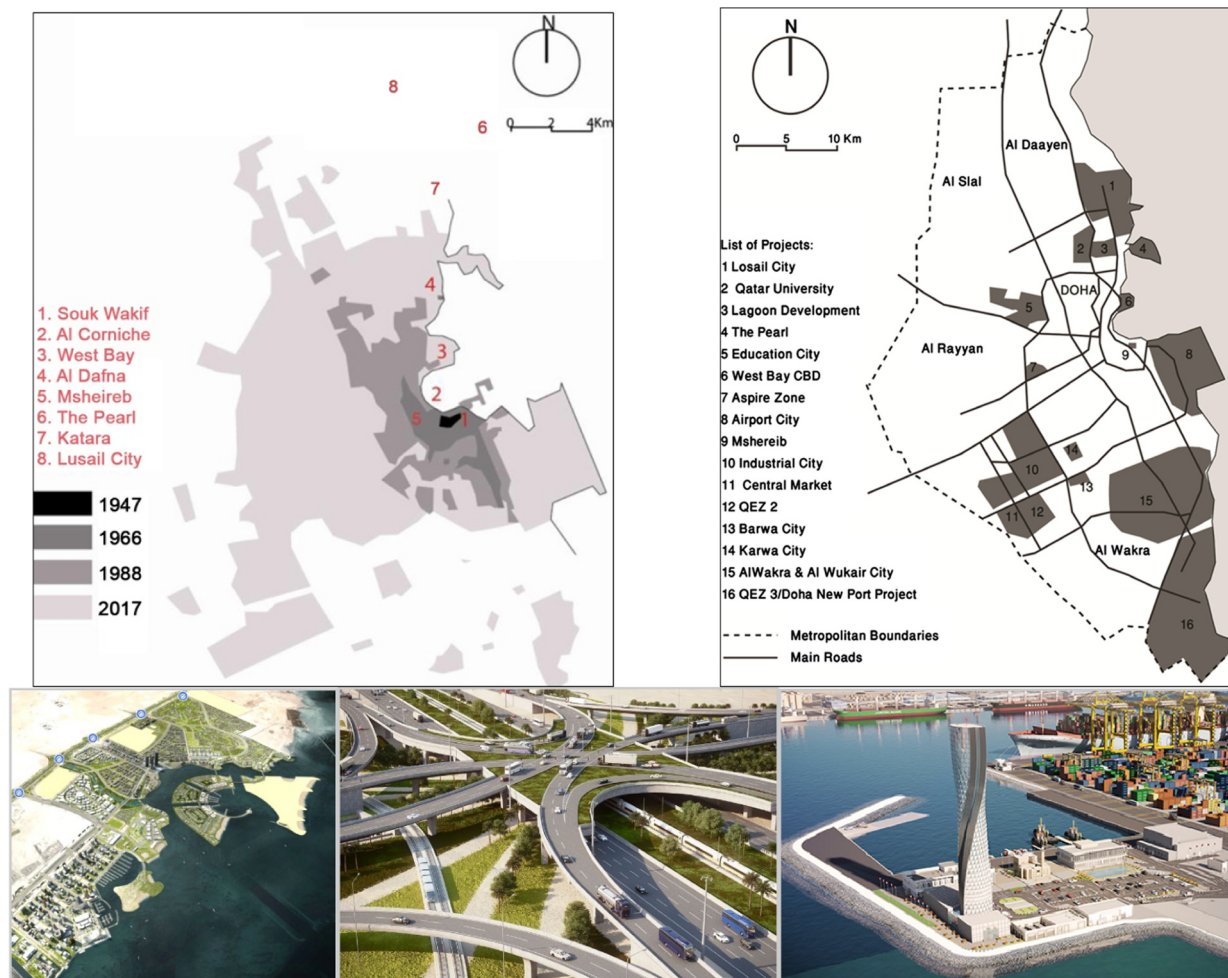 N
8
0 2 4Km
6
7
4
3
2
5 1
1. Souk Wakif
2. Al Corniche
3. West Bay
4. Al Dafna
5. Msheireb
6. The Pearl
7. Katara
8. Lusail City
1947
1966
1988
2017
N
0 5 10 Km
Al Daayen
Al Slal
1
2 3 4
DOHA
5 6
Al Rayyan
9 8
7
14
10
13 15
11 12
Al Wakra
16
List of Projects:
1 Losail City
2 Qatar University
3 Lagoon Development
4 The Pearl
5 Education City
6 West Bay CBD
7 Aspire Zone
8 Airport City
9 Mshereib
10 Industrial City
11 Central Market
12 QEZ 2
13 Barwa City
14 Karwa City
15 AlWakra & Al Wukair City
16 QEZ 3/Doha New Port Project
Metropolitan Boundaries
Main Roads